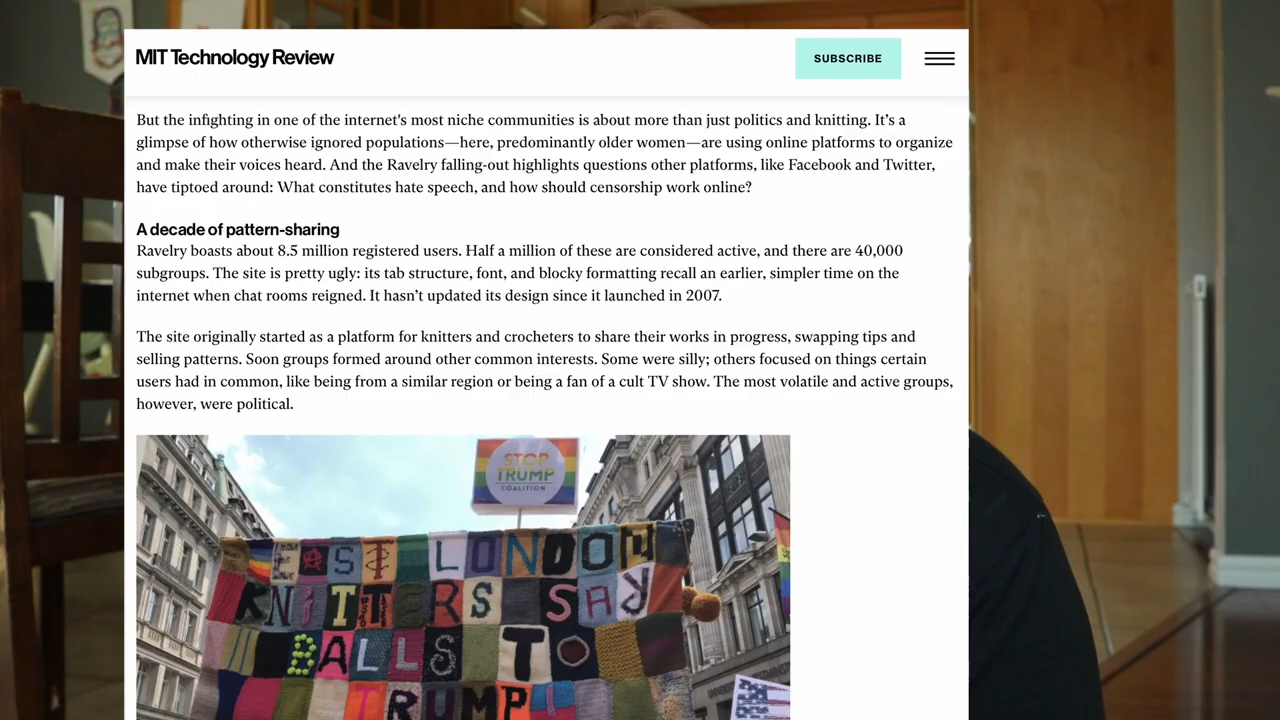 MIT Technology Review
SUBSCRIBE
But the infighting in one of the internet's most niche communities is about more than just politics and knitting. It's a
glimpse of how otherwise ignored populations—here, predominantly older women—are using online platforms to organize
and make their voices heard. And the Ravelry falling-out highlights questions other platforms, like Facebook and Twitter,
have tiptoed around: What constitutes hate speech, and how should censorship work online?
A decade of pattern-sharing
Ravelry boasts about 8.5 million registered users. Half a million of these are considered active, and there are 40,000
subgroups. The site is pretty ugly: its tab structure, font, and blocky formatting recall an earlier, simpler time on the
internet when chat rooms reigned. It hasn't updated its design since it launched in 2007.
The site originally started as a platform for knitters and crocheters to share their works in progress, swapping tips and
selling patterns. Soon groups formed around other common interests. Some were silly; others focused on things certain
users had in common, like being from a similar region or being a fan of a cult TV show. The most volatile and active groups,
however, were political.
STOP
TRUMP
COALITION
EAST LONDON
KNITTERS SAY
BALLS TO
TRUMP!